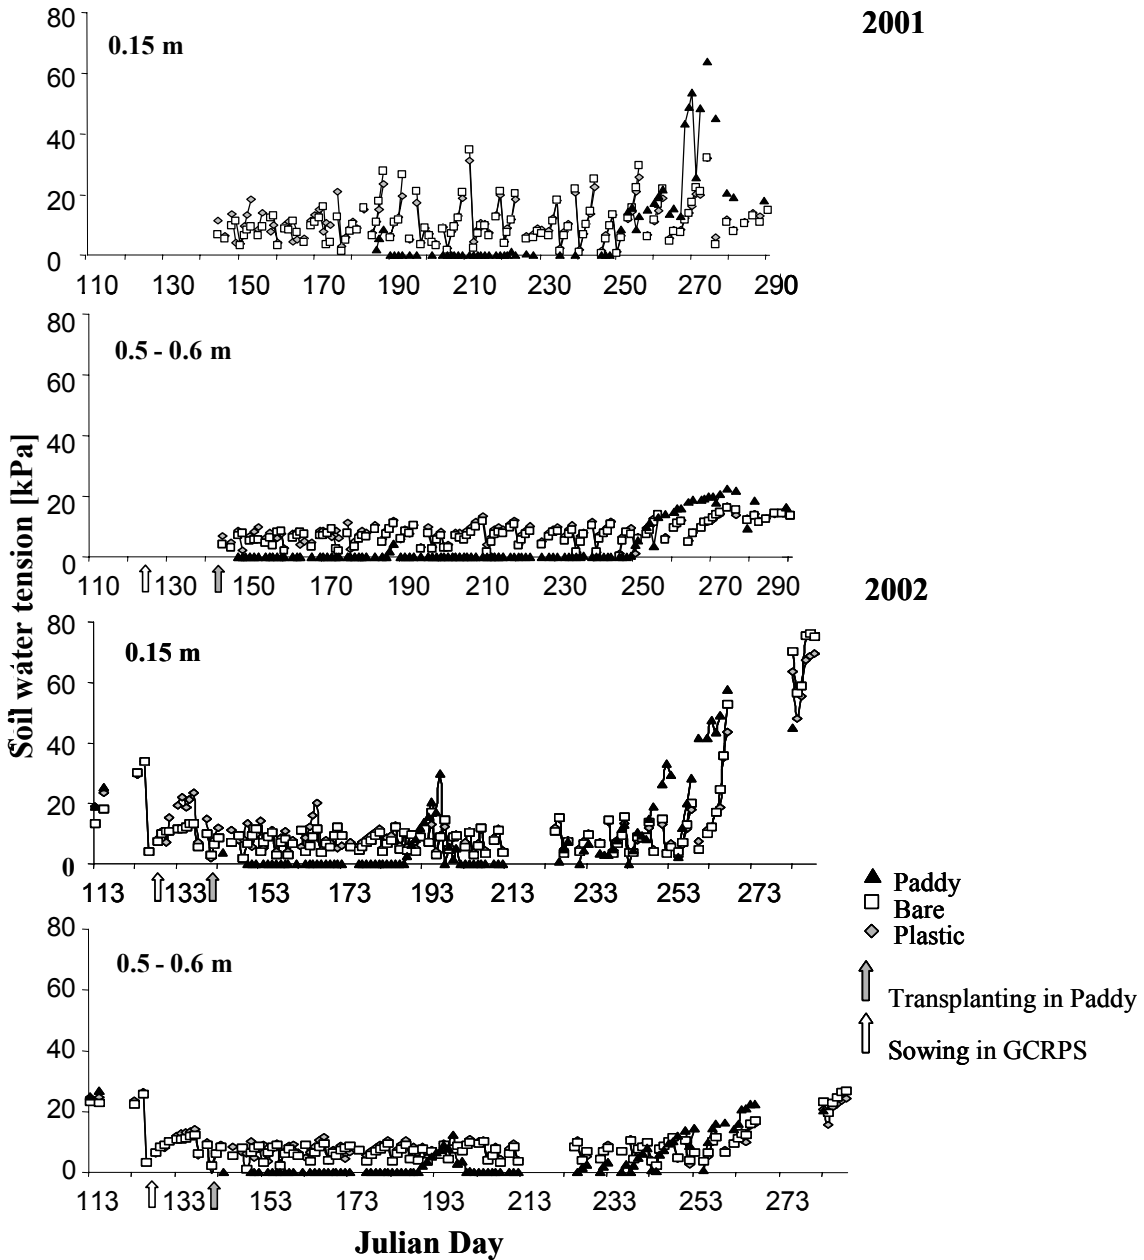 2001
0.15 m
80
60
40
20
0
110 130 150 170 190 210 230 250 270 290
0.5 - 0.6 m
80
60
40
20
0
110 130 150 170 190 210 230 250 270 290
Soil water tension [kPa]
2002
0.15 m
80
60
40
20
0
113 133 153 173 193 213 233 253 273
Paddy
Bare
Plastic
Transplanting in Paddy
Sowing in GCRPS
0.5 - 0.6 m
80
60
40
20
0
113 133 153 173 193 213 233 253 273
Julian Day